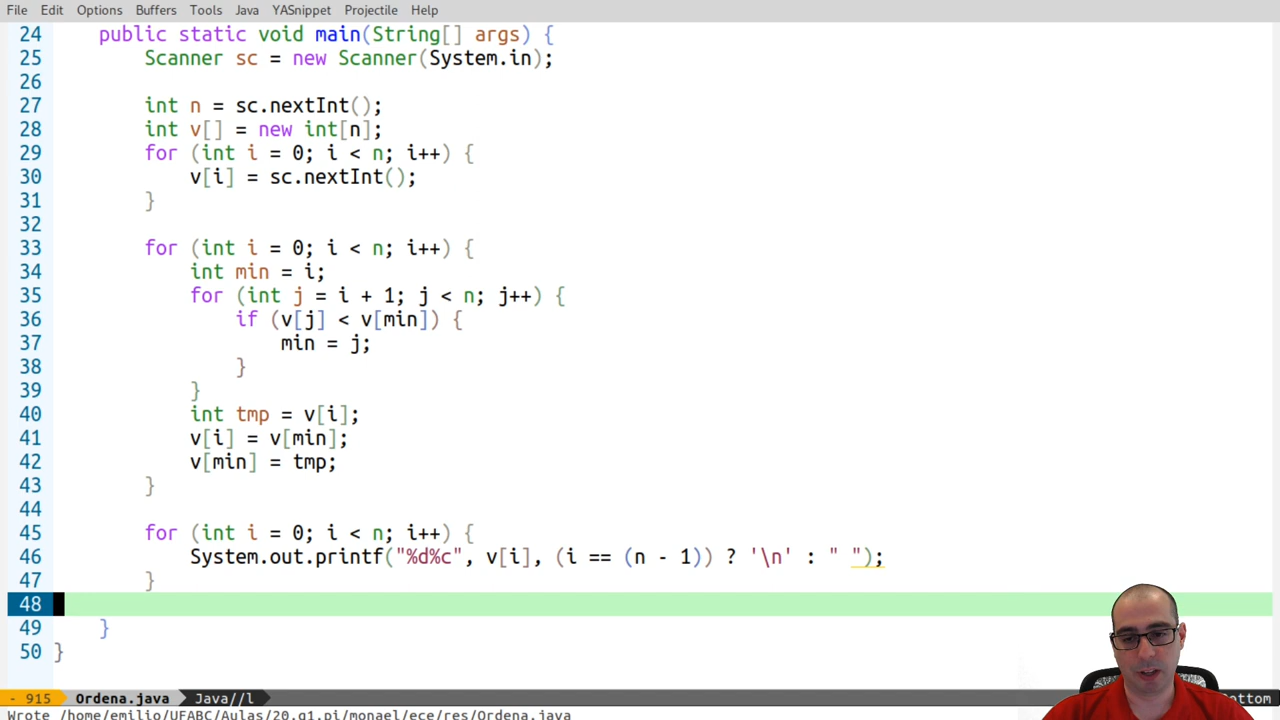 File Edit Options Buffers Tools Java YASnippet Projectile Help
24 public static void main(String[] args) {
25 Scanner sc = new Scanner(System.in);
26
27 int n = sc.nextInt();
28 int v[] = new int[n];
29 for (int i = 0; i < n; i++) {
30 v[i] = sc.nextInt();
31 }
32
33 for (int i = 0; i < n; i++) {
34 int min = i;
35 for (int j = i + 1; j < n; j++) {
36 if (v[j] < v[min]) {
37 min = j;
38 }
39 }
40 int tmp = v[i];
41 v[i] = v[min];
42 v[min] = tmp;
43 }
44
45 for (int i = 0; i < n; i++) {
46 System.out.printf("%d%c", v[i], (i == (n - 1)) ? '\n' : " ");
47 }
48
49 }
50 }
- 915 Ordena.java Java//l ottom
Wrote /home/emilio/UFABC/Aulas/20.q1.pi/monael/ece/res/Ordena.java